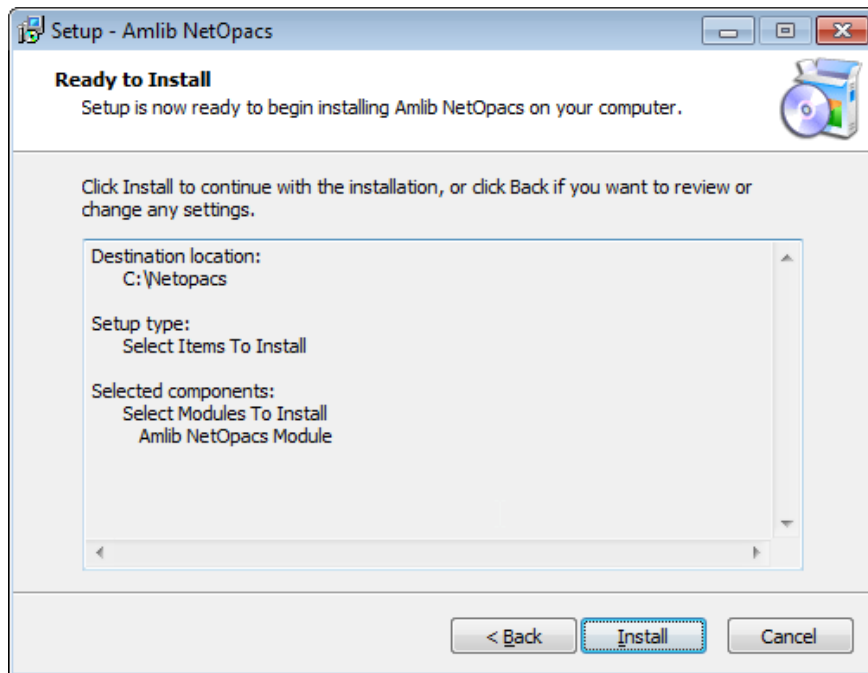 Setup - Amlib NetOpacs
Ready to Install
Setup is now ready to begin installing Amlib NetOpacs on your computer.
Click Install to continue with the installation, or click Back if you want to review or
change any settings.
Destination location:
C:\Netopacs
Setup type:
Select Items To Install
Selected components:
Select Modules To Install
Amlib NetOpacs Module
< Back Install Cancel